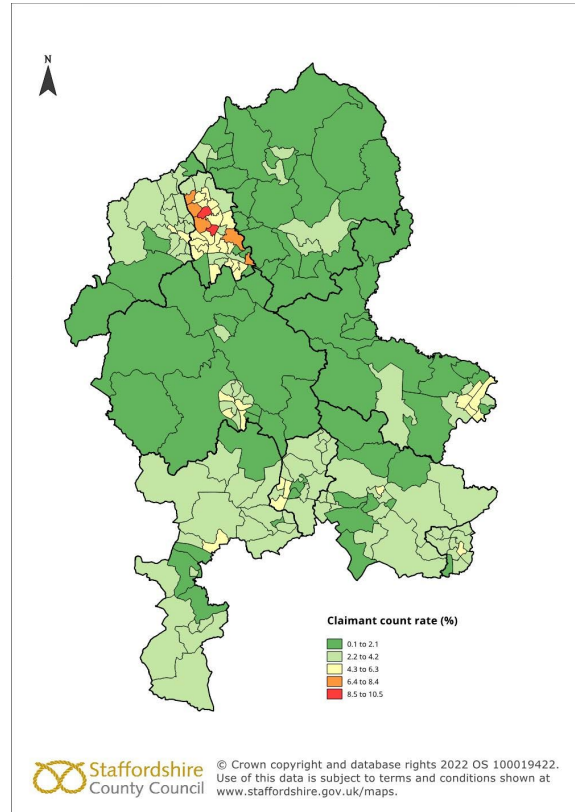 N
Claimant count rate (%)
0.1 to 2.1
2.2 to 4.2
4.3 to 6.3
6.4 to 8.4
8.5 to 10.5
Staffordshire
County Council
© Crown copyright and database rights 2022 OS 100019422.
Use of this data is subject to terms and conditions shown at
www.staffordshire.gov.uk/maps.